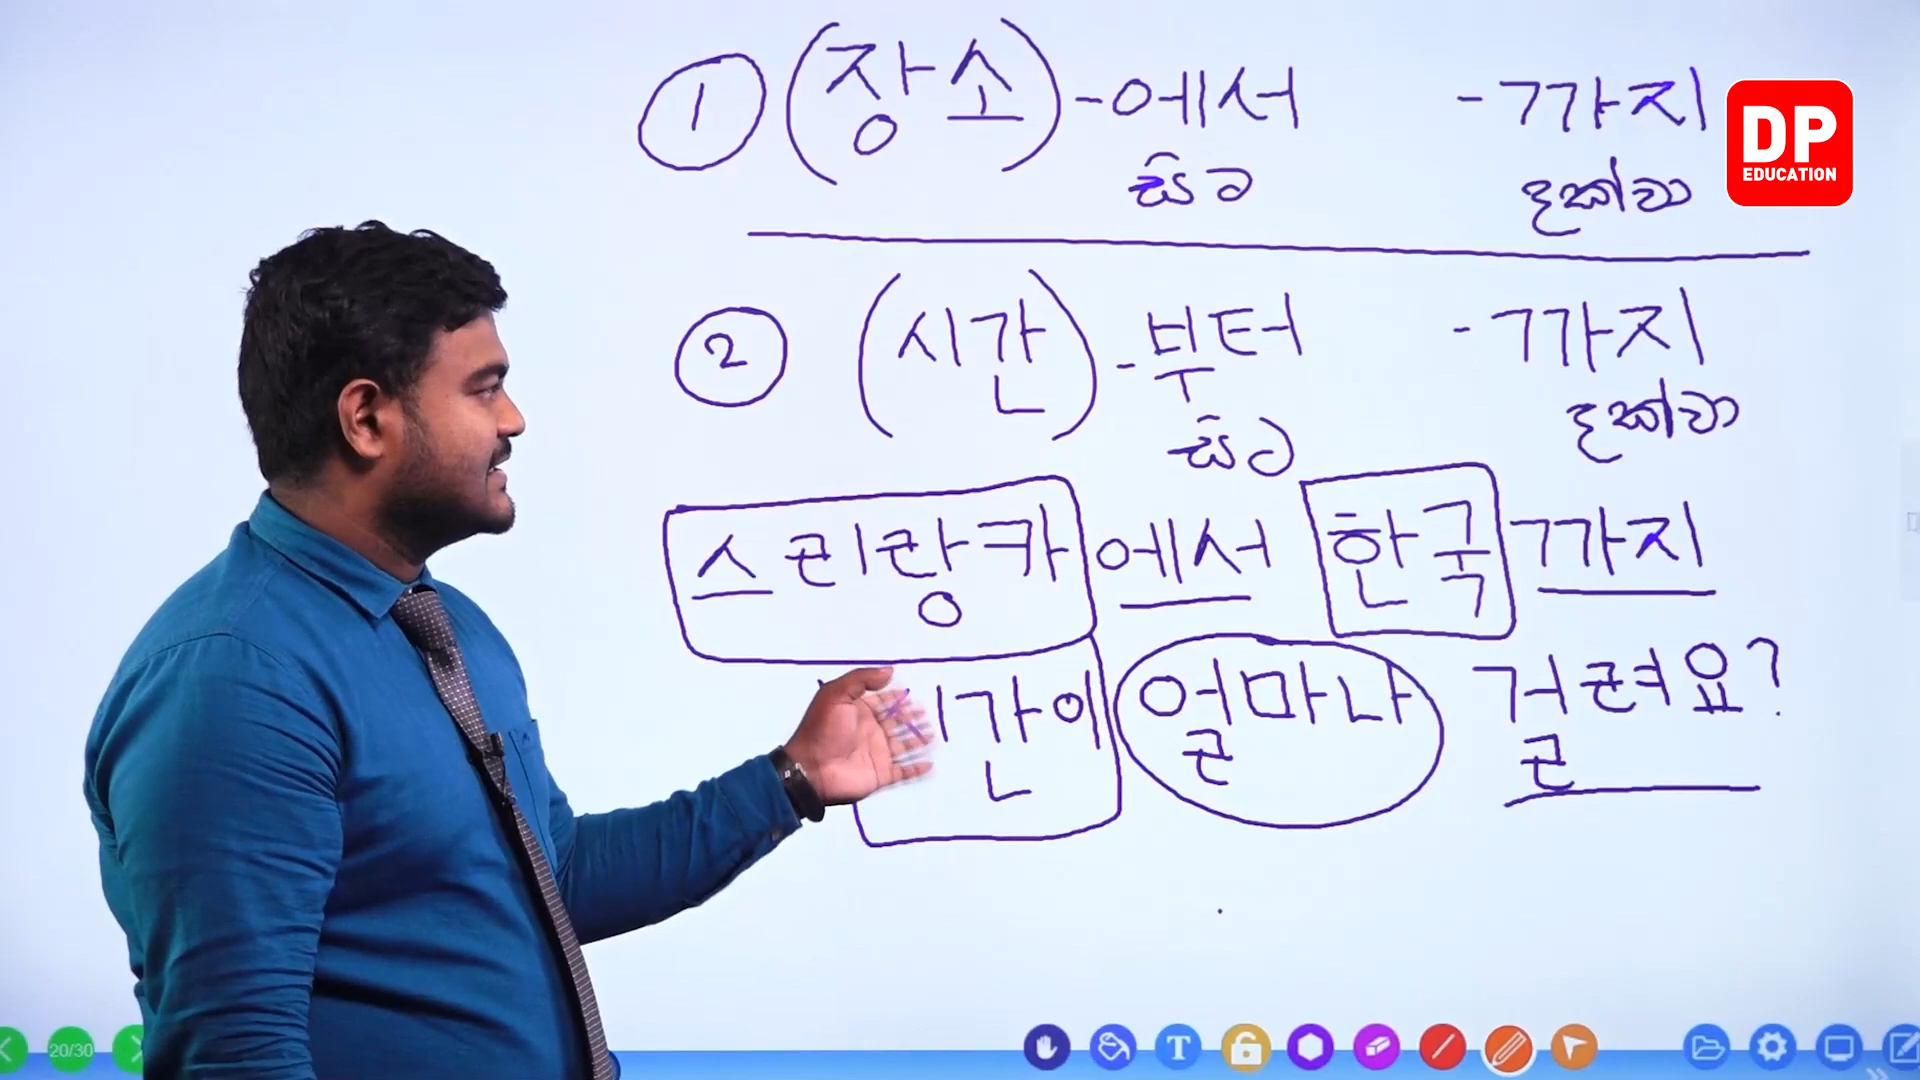 ① (장소) -에서 -까지
සිට දක්වා
DP
EDUCATION
② (시간) -부터 -까지
සිට දක්වා
스리랑카에서 한국까지
시간이 얼마나 걸려요?
20/30
T